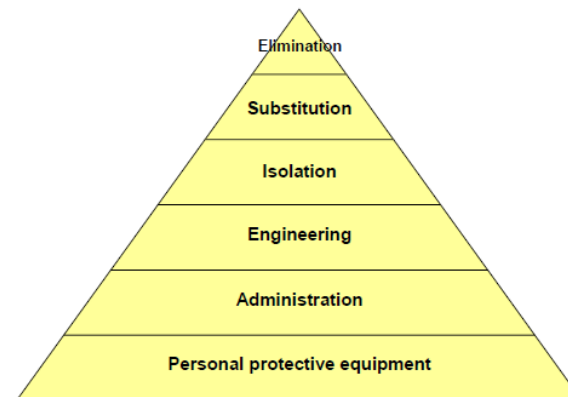 Elimination
Substitution
Isolation
Engineering
Administration
Personal protective equipment